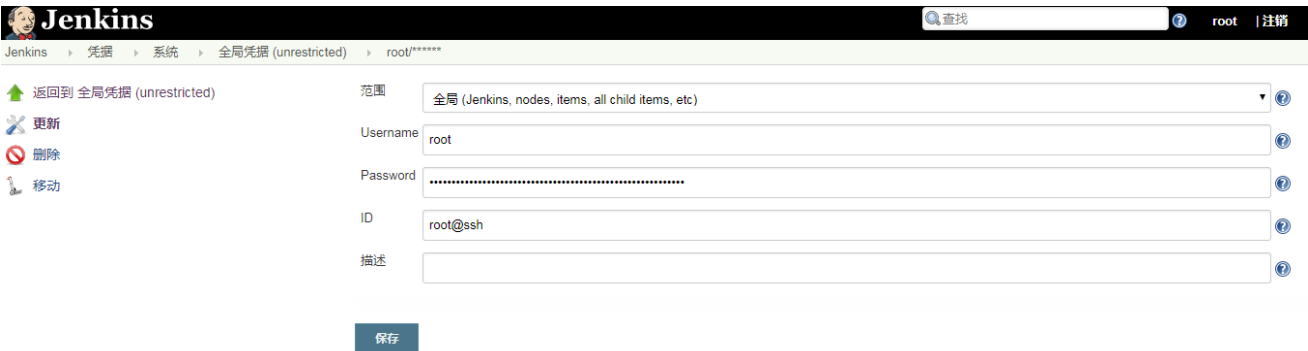 Jenkins
查找
root | 注销
Jenkins 凭据 系统 全局凭据 (unrestricted) root/******
返回到 全局凭据 (unrestricted)
更新
删除
移动
范围
全局 (Jenkins, nodes, items, all child items, etc)
Username
root
Password
ID
root@ssh
描述
保存